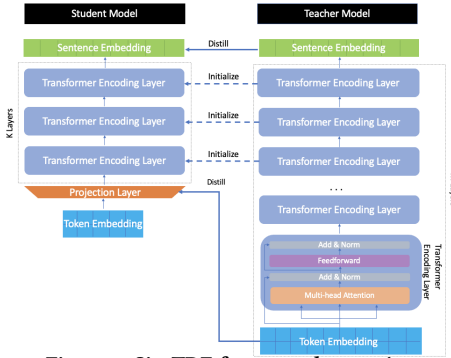 Student Model
Teacher Model
Sentence Embedding
Distill
Sentence Embedding
Transformer Encoding Layer
Initialize
Transformer Encoding Layer
Transformer Encoding Layer
Initialize
Transformer Encoding Layer
K Layers
Transformer Encoding Layer
Initialize
Transformer Encoding Layer
Projection Layer
Distill
...
Token Embedding
Transformer Encoding Layer
Add & Norm
Feedforward
Add & Norm
Multi-head Attention
Transformer
Encoding Layer
Token Embedding